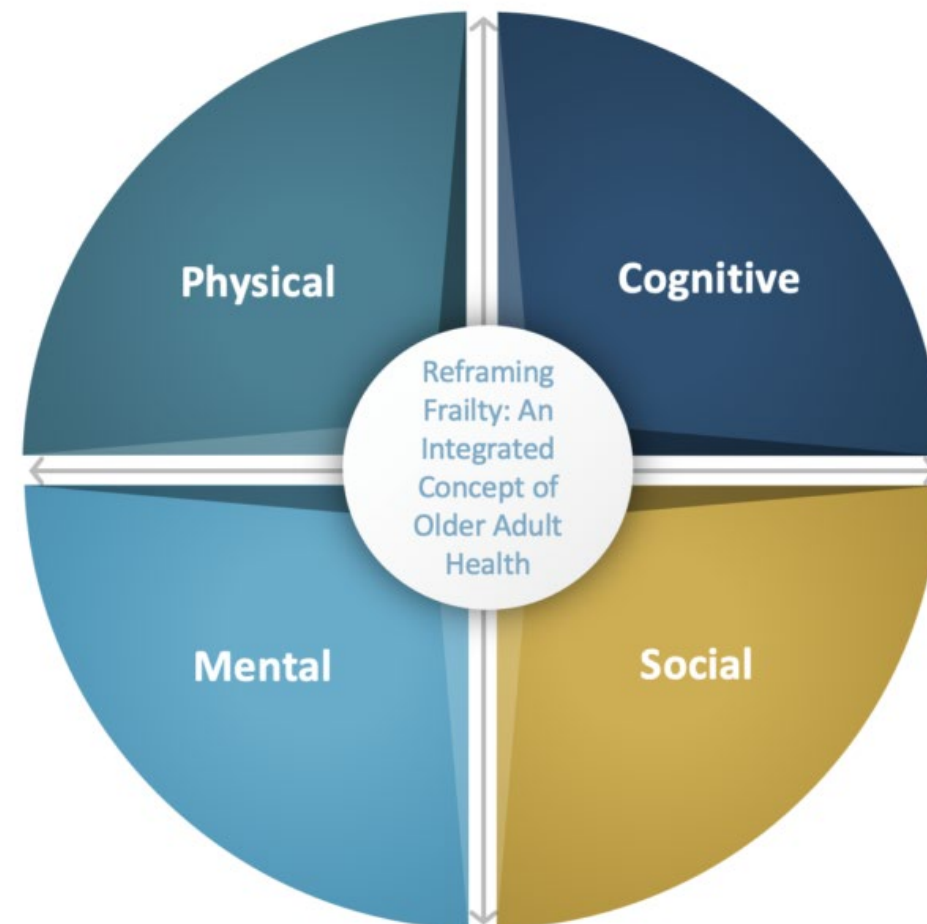 Physical
Cognitive
Reframing
Frailty: An
Integrated
Concept of
Older Adult
Health
Mental
Social